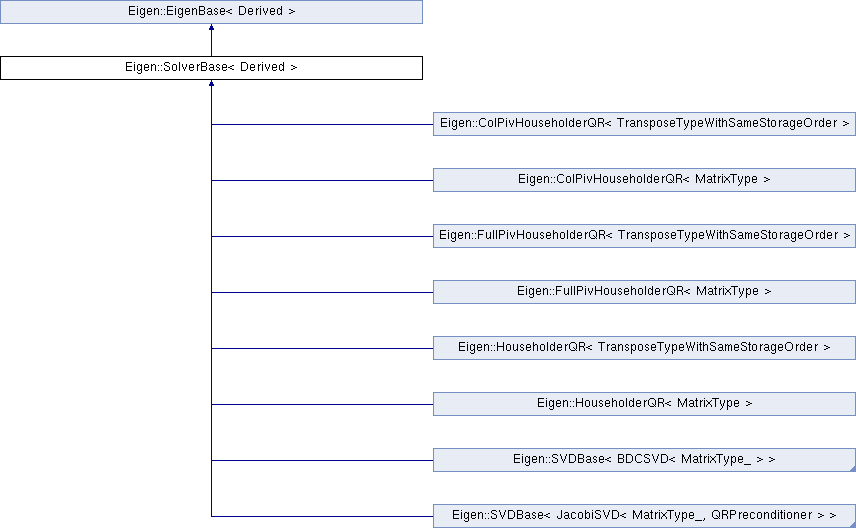 Eigen::EigenBase< Derived >
Eigen::SolverBase< Derived >
Eigen::ColPivHouseholderQR< TransposeTypeWithSameStorageOrder >
Eigen::ColPivHouseholderQR< MatrixType >
Eigen::FullPivHouseholderQR< TransposeTypeWithSameStorageOrder >
Eigen::FullPivHouseholderQR< MatrixType >
Eigen::HouseholderQR< TransposeTypeWithSameStorageOrder >
Eigen::HouseholderQR< MatrixType >
Eigen::SVDBase< BDCSVD< MatrixType_ > >
Eigen::SVDBase< JacobiSVD< MatrixType_, QRPreconditioner > >